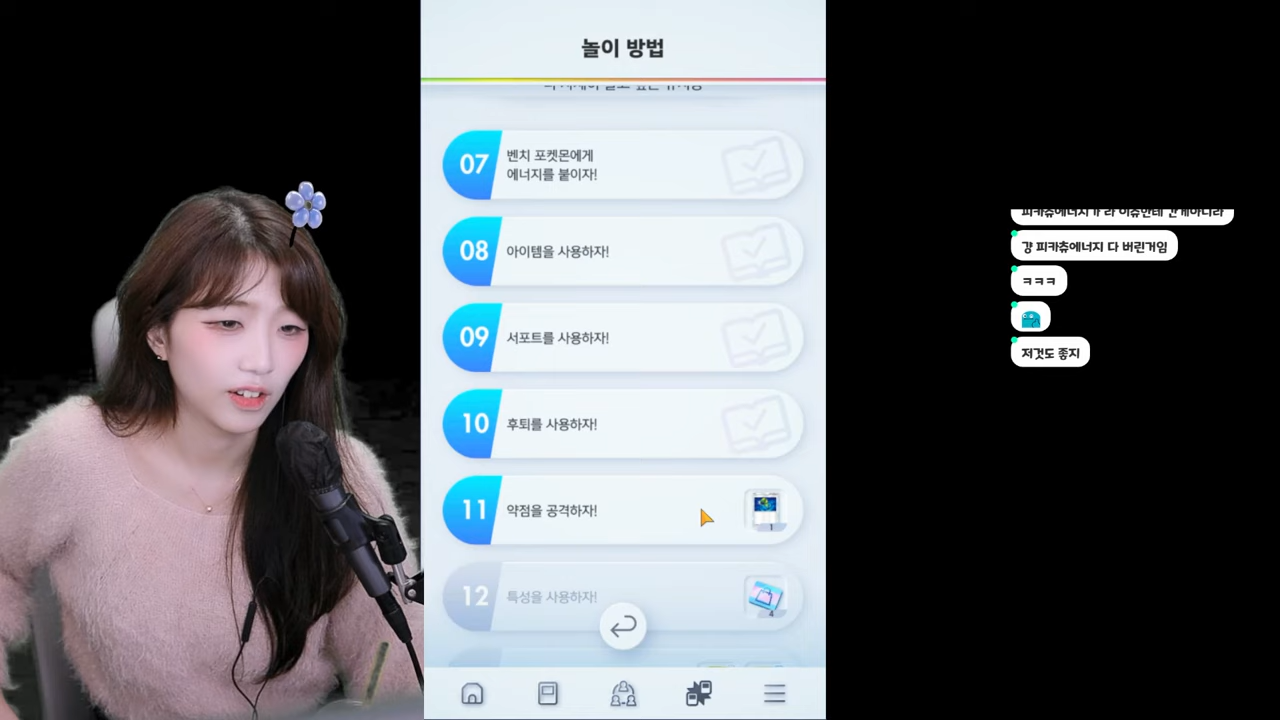 놀이 방법
07
벤치 포켓몬에게
에너지를 붙이자!
08
아이템을 사용하자!
09
서포트를 사용하자!
10
후퇴를 사용하자!
11
약점을 공격하자!
12
특성을 사용하자!
4
걍 피카츄에너지 다 버린거임
ㅋㅋㅋ
저것도 좋지